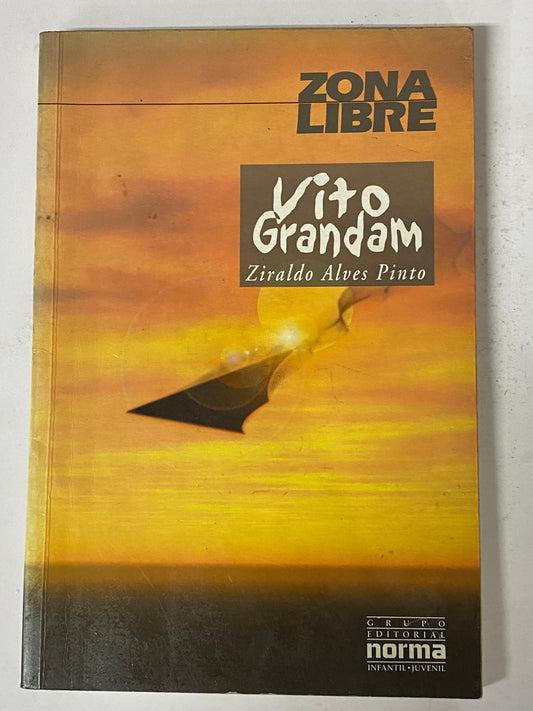 ZONA
LIBRE
Vito
Grandam
Ziraldo Alves Pinto
GRUPO
EDITORIAL
norma
INFANTIL • JUVENIL